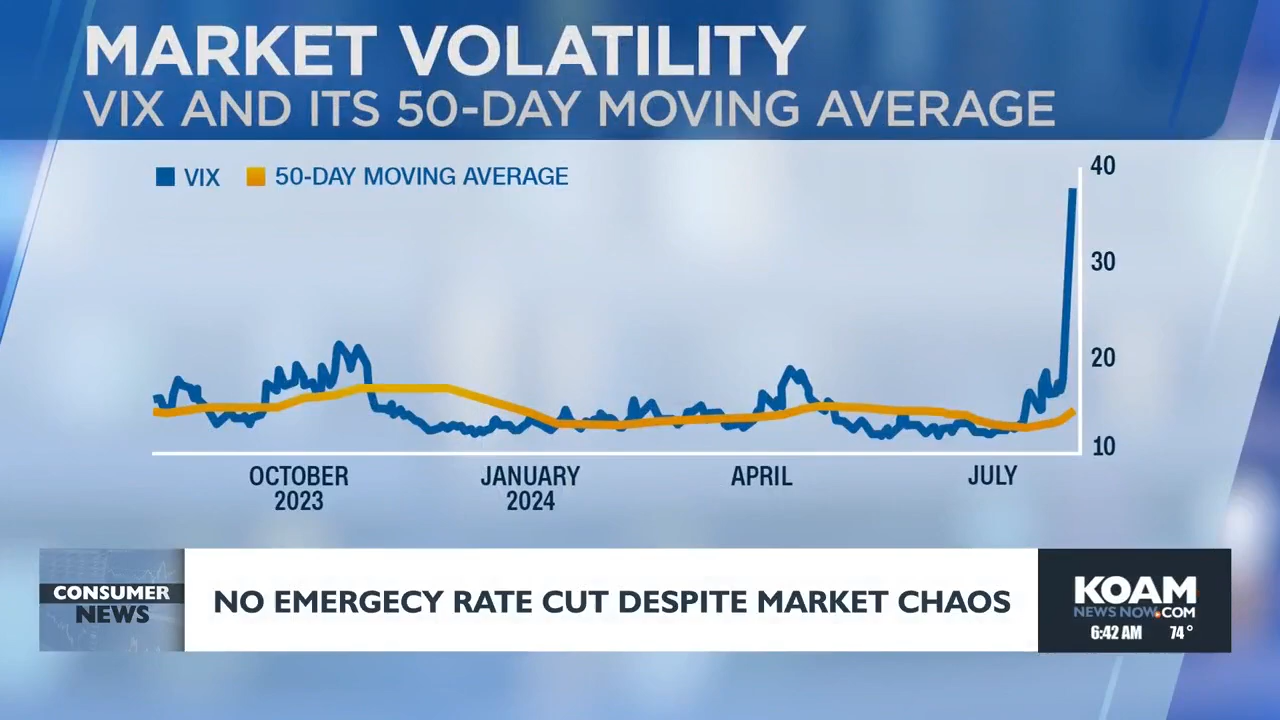 MARKET VOLATILITY
VIX AND ITS 50-DAY MOVING AVERAGE
VIX 50-DAY MOVING AVERAGE
40
30
20
10
OCTOBER 2023
JANUARY 2024
APRIL
JULY
CONSUMER
NEWS
NO EMERGECY RATE CUT DESPITE MARKET CHAOS
KOAM
NEWS NOW.COM
6:42 AM 74°